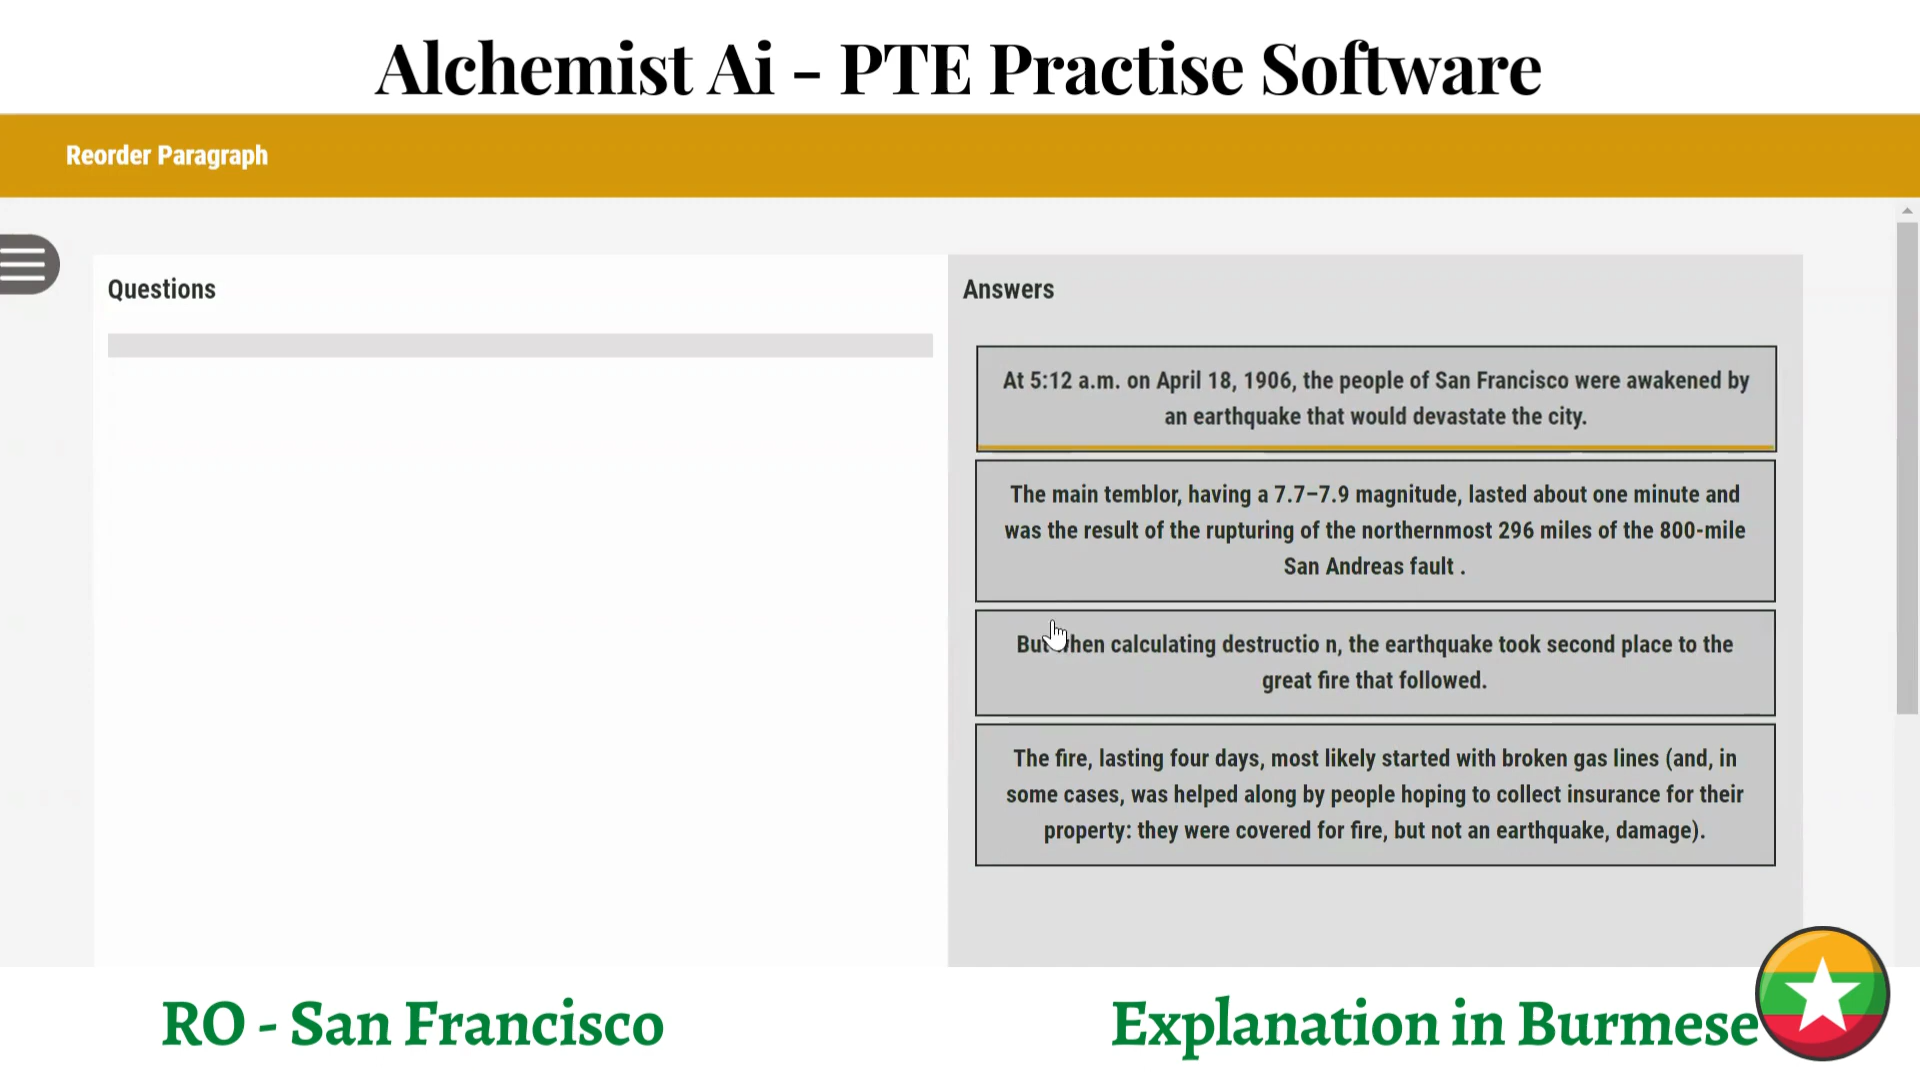 Alchemist Ai - PTE Practise Software
Reorder Paragraph
Questions
Answers
At 5:12 a.m. on April 18, 1906, the people of San Francisco were awakened by
an earthquake that would devastate the city.
The main temblor, having a 7.7–7.9 magnitude, lasted about one minute and
was the result of the rupturing of the northernmost 296 miles of the 800-mile
San Andreas fault .
But when calculating destructio n, the earthquake took second place to the
great fire that followed.
The fire, lasting four days, most likely started with broken gas lines (and, in
some cases, was helped along by people hoping to collect insurance for their
property: they were covered for fire, but not an earthquake, damage).
RO - San Francisco
Explanation in Burmese